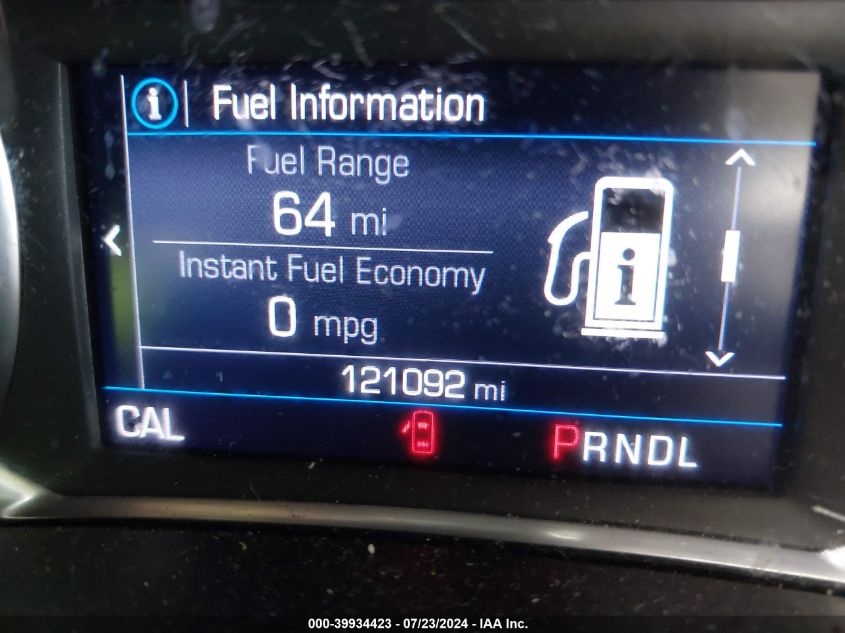 i Fuel Information
Fuel Range
64 mi
Instant Fuel Economy
0 mpg
i
121092 mi
CAL PRNDL
000-39934423 - 07/23/2024 - IAA Inc.